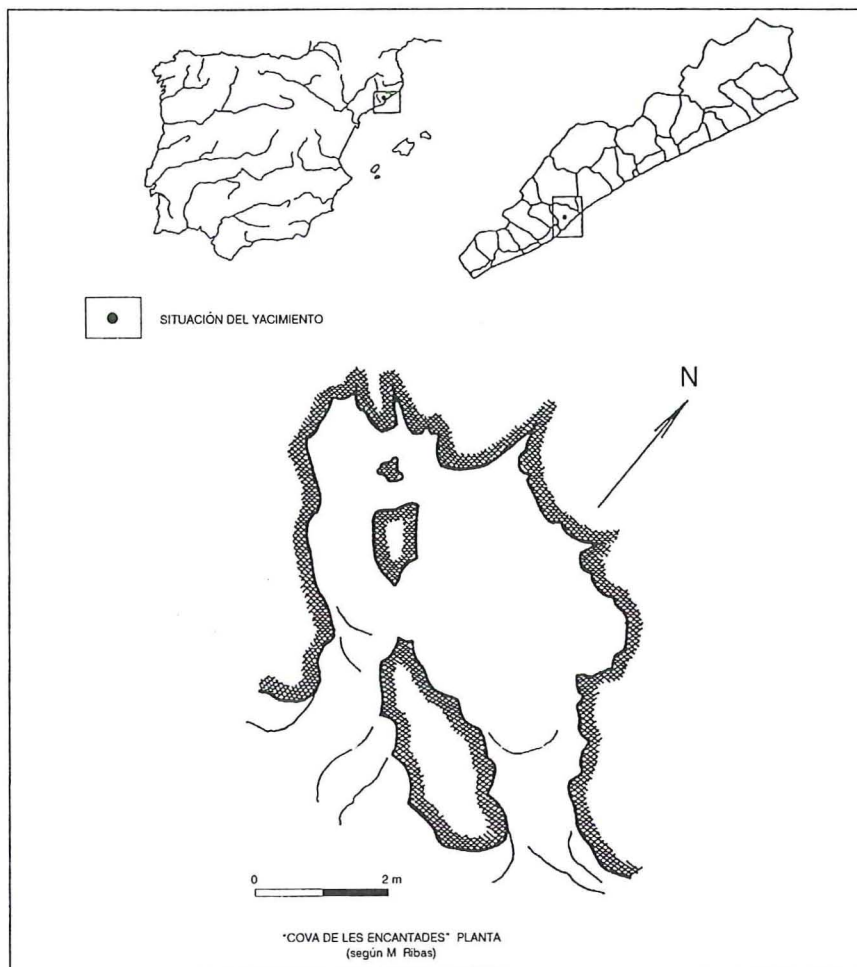 SITUACIÓN DEL YACIMIENTO
N
0 2 m
"COVA DE LES ENCANTADES" PLANTA
(según M Ribas)